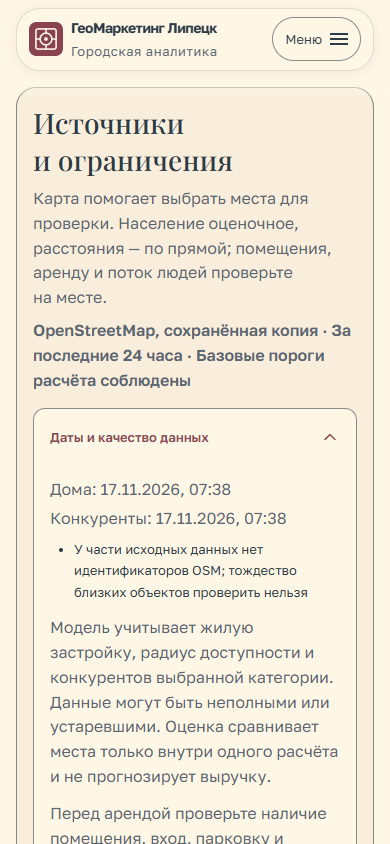 ГеоМаркетинг Липецк
Городская аналитика
Меню
Источники
и ограничения
Карта помогает выбрать места для
проверки. Население оценочное,
расстояния — по прямой; помещения,
аренду и поток людей проверьте
на месте.
OpenStreetMap, сохранённая копия · За
последние 24 часа · Базовые пороги
расчёта соблюдены
Даты и качество данных
Дома: 17.11.2026, 07:38
Конкуренты: 17.11.2026, 07:38
• У части исходных данных нет
идентификаторов OSM; тождество
близких объектов проверить нельзя
Модель учитывает жилую
застройку, радиус доступности и
конкурентов выбранной категории.
Данные могут быть неполными или
устаревшими. Оценка сравнивает
места только внутри одного расчёта
и не прогнозирует выручку.
Перед арендой проверьте наличие
помещения, вход, парковку и